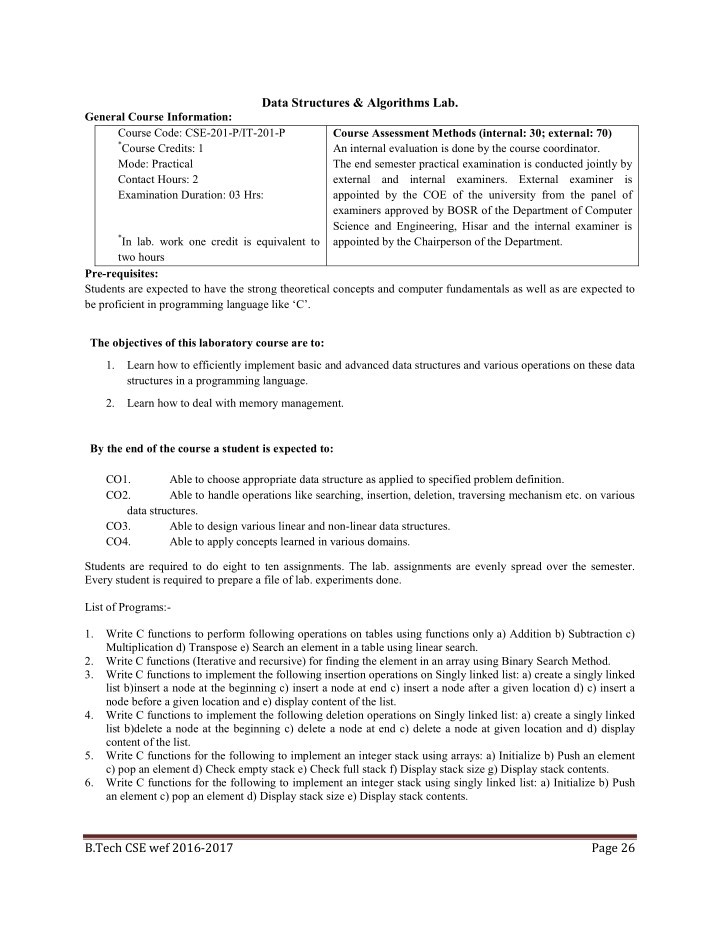 Data Structures & Algorithms Lab.
General Course Information:
Course Code: CSE-201-P/IT-201-P
*Course Credits: 1
Mode: Practical
Contact Hours: 2
Examination Duration: 03 Hrs:
*In lab. work one credit is equivalent to
two hours
Course Assessment Methods (internal: 30; external: 70)
An internal evaluation is done by the course coordinator.
The end semester practical examination is conducted jointly by
external and internal examiners. External examiner is
appointed by the COE of the university from the panel of
examiners approved by BOSR of the Department of Computer
Science and Engineering, Hisar and the internal examiner is
appointed by the Chairperson of the Department.
Pre-requisites:
Students are expected to have the strong theoretical concepts and computer fundamentals as well as are expected to
be proficient in programming language like ‘C’.
The objectives of this laboratory course are to:
1. Learn how to efficiently implement basic and advanced data structures and various operations on these data
structures in a programming language.
2. Learn how to deal with memory management.
By the end of the course a student is expected to:
CO1. Able to choose appropriate data structure as applied to specified problem definition.
CO2. Able to handle operations like searching, insertion, deletion, traversing mechanism etc. on various
data structures.
CO3. Able to design various linear and non-linear data structures.
CO4. Able to apply concepts learned in various domains.
Students are required to do eight to ten assignments. The lab. assignments are evenly spread over the semester.
Every student is required to prepare a file of lab. experiments done.
List of Programs:-
1. Write C functions to perform following operations on tables using functions only a) Addition b) Subtraction c)
Multiplication d) Transpose e) Search an element in a table using linear search.
2. Write C functions (Iterative and recursive) for finding the element in an array using Binary Search Method.
3. Write C functions to implement the following insertion operations on Singly linked list: a) create a singly linked
list b)insert a node at the beginning c) insert a node at end c) insert a node after a given location d) c) insert a
node before a given location and e) display content of the list.
4. Write C functions to implement the following deletion operations on Singly linked list: a) create a singly linked
list b)delete a node at the beginning c) delete a node at end c) delete a node at given location and d) display
content of the list.
5. Write C functions for the following to implement an integer stack using arrays: a) Initialize b) Push an element
c) pop an element d) Check empty stack e) Check full stack f) Display stack size g) Display stack contents.
6. Write C functions for the following to implement an integer stack using singly linked list: a) Initialize b) Push
an element c) pop an element d) Display stack size e) Display stack contents.
B.Tech CSE wef 2016-2017 Page 26